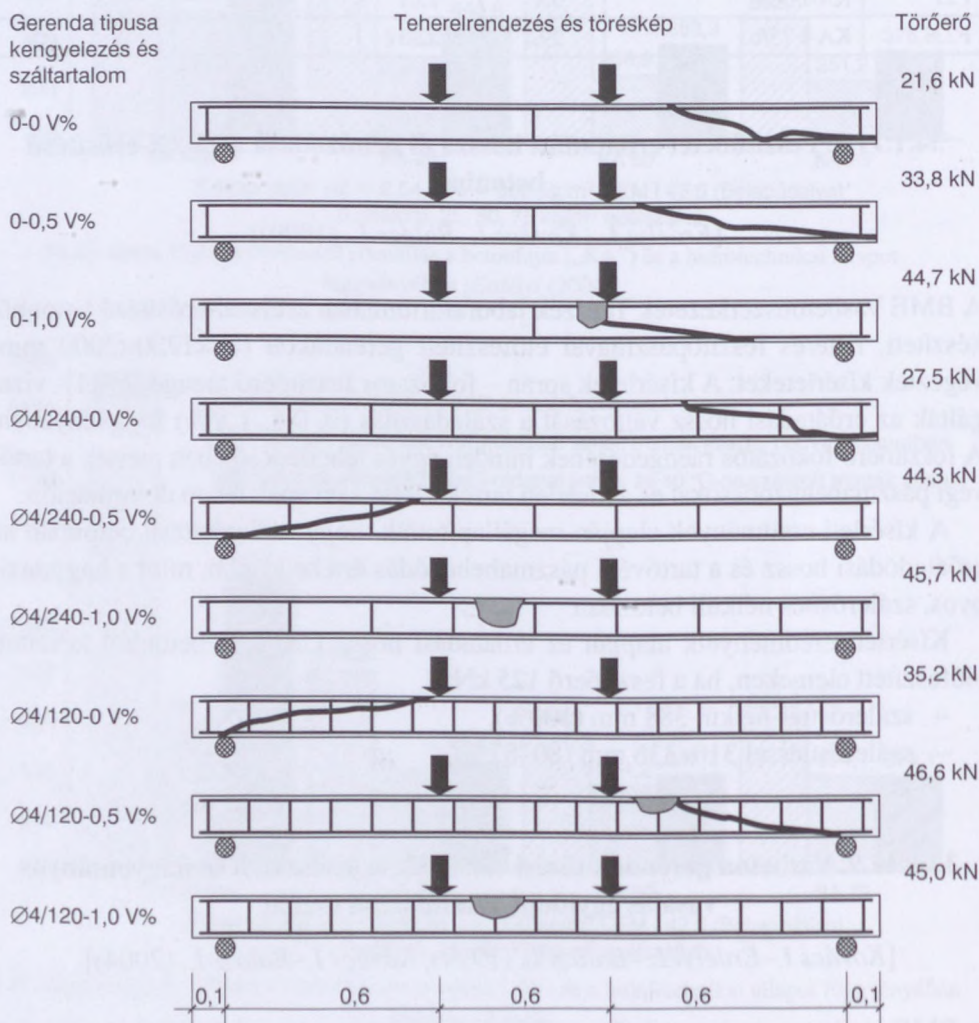 Gerenda tipusa
kengyelezés és
száltartalom
Teherelrendezés és töréskép
Törőerő
0-0 V%
21,6 kN
0-0,5 V%
33,8 kN
0-1,0 V%
44,7 kN
Ø4/240-0 V%
27,5 kN
Ø4/240-0,5 V%
44,3 kN
Ø4/240-1,0 V%
45,7 kN
Ø4/120-0 V%
35,2 kN
Ø4/120-0,5 V%
46,6 kN
Ø4/120-1,0 V%
45,0 kN
0,1 0,6 0,6 0,6 0,1